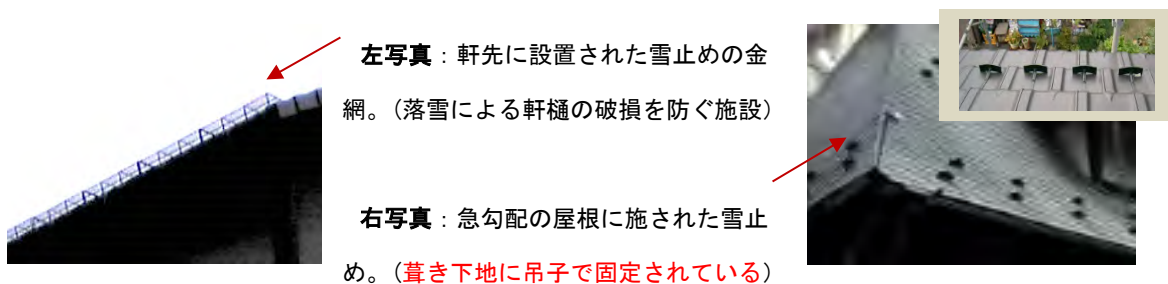 左写真：軒先に設置された雪止めの金
網。（落雪による軒樋の破損を防ぐ施設）
右写真：急勾配の屋根に施された雪止
め。（葺き下地に吊子で固定されている）